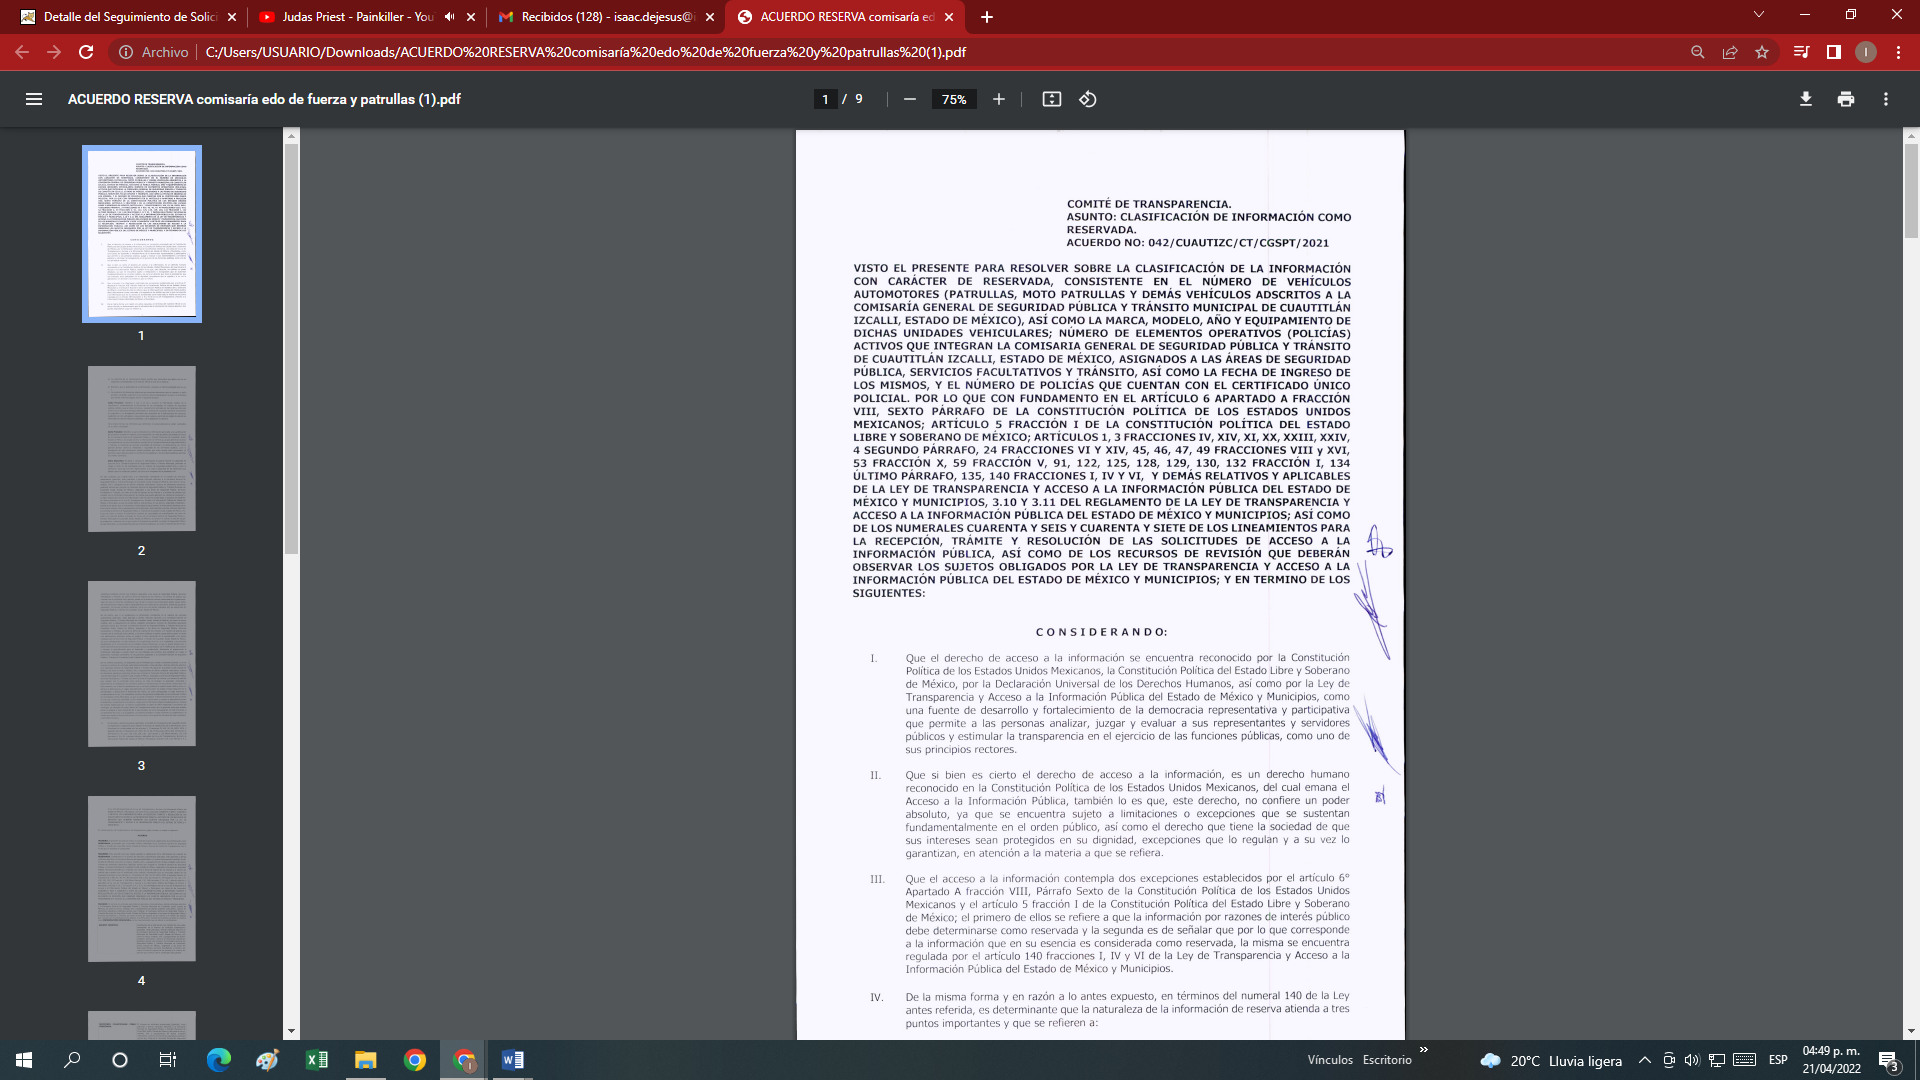 Detalle del Seguimiento de Solici
Judas Priest - Painkiller - You
Recibidos (128) - isaac.dejesus@i
ACUERDO RESERVA comisaría ed
Archivo
C:/Users/USUARIO/Downloads/ACUERDO%20RESERVA%20comisaría%20edo%20de%20fuerza%20y%20patrullas%20(1).pdf
I
ACUERDO RESERVA comisaría edo de fuerza y patrullas (1).pdf
1 / 9
75%
1
2
3
4
COMITÉ DE TRANSPARENCIA.
ASUNTO: CLASIFICACIÓN DE INFORMACIÓN COMO
RESERVADA.
ACUERDO NO: 042/CUAUTIZC/CT/CGSPT/2021
VISTO EL PRESENTE PARA RESOLVER SOBRE LA CLASIFICACIÓN DE LA INFORMACIÓN
CON CARÁCTER DE RESERVADA, CONSISTENTE EN EL NÚMERO DE VEHÍCULOS
AUTOMOTORES (PATRULLAS, MOTO PATRULLAS Y DEMÁS VEHÍCULOS ADSCRITOS A LA
COMISARÍA GENERAL DE SEGURIDAD PÚBLICA Y TRÁNSITO MUNICIPAL DE CUAUTITLÁN
IZCALLI, ESTADO DE MÉXICO), ASÍ COMO LA MARCA, MODELO, AÑO Y EQUIPAMIENTO DE
DICHAS UNIDADES VEHICULARES; NÚMERO DE ELEMENTOS OPERATIVOS (POLICÍAS)
ACTIVOS QUE INTEGRAN LA COMISARIA GENERAL DE SEGURIDAD PÚBLICA Y TRÁNSITO
DE CUAUTITLÁN IZCALLI, ESTADO DE MÉXICO, ASIGNADOS A LAS ÁREAS DE SEGURIDAD
PÚBLICA, SERVICIOS FACULTATIVOS Y TRÁNSITO, ASÍ COMO LA FECHA DE INGRESO DE
LOS MISMOS, Y EL NÚMERO DE POLICÍAS QUE CUENTAN CON EL CERTIFICADO ÚNICO
POLICIAL. POR LO QUE CON FUNDAMENTO EN EL ARTÍCULO 6 APARTADO A FRACCIÓN
VIII, SEXTO PÁRRAFO DE LA CONSTITUCIÓN POLÍTICA DE LOS ESTADOS UNIDOS
MEXICANOS; ARTÍCULO 5 FRACCIÓN I DE LA CONSTITUCIÓN POLÍTICA DEL ESTADO
LIBRE Y SOBERANO DE MÉXICO; ARTÍCULOS 1, 3 FRACCIONES IV, XIV, XI, XX, XXIII, XXIV,
4 SEGUNDO PÁRRAFO, 24 FRACCIONES VI Y XIV, 45, 46, 47, 49 FRACCIONES VIII y XVI,
53 FRACCIÓN X, 59 FRACCIÓN V, 91, 122, 125, 128, 129, 130, 132 FRACCIÓN I, 134
ÚLTIMO PÁRRAFO, 135, 140 FRACCIONES I, IV Y VI, Y DEMÁS RELATIVOS Y APLICABLES
DE LA LEY DE TRANSPARENCIA Y ACCESO A LA INFORMACIÓN PÚBLICA DEL ESTADO DE
MÉXICO Y MUNICIPIOS, 3.10 Y 3.11 DEL REGLAMENTO DE LA LEY DE TRANSPARENCIA Y
ACCESO A LA INFORMACIÓN PÚBLICA DEL ESTADO DE MÉXICO Y MUNICIPIOS; ASÍ COMO
DE LOS NUMERALES CUARENTA Y SEIS Y CUARENTA Y SIETE DE LOS LINEAMIENTOS PARA
LA RECEPCIÓN, TRÁMITE Y RESOLUCIÓN DE LAS SOLICITUDES DE ACCESO A LA
INFORMACIÓN PÚBLICA, ASÍ COMO DE LOS RECURSOS DE REVISIÓN QUE DEBERÁN
OBSERVAR LOS SUJETOS OBLIGADOS POR LA LEY DE TRANSPARENCIA Y ACCESO A LA
INFORMACIÓN PÚBLICA DEL ESTADO DE MÉXICO Y MUNICIPIOS; Y EN TERMINO DE LOS
SIGUIENTES:
C O N S I D E R A N D O:
I. Que el derecho de acceso a la información se encuentra reconocido por la Constitución
Política de los Estados Unidos Mexicanos, la Constitución Política del Estado Libre y Soberano
de México, por la Declaración Universal de los Derechos Humanos, así como por la Ley de
Transparencia y Acceso a la Información Pública del Estado de México y Municipios, como
una fuente de desarrollo y fortalecimiento de la democracia representativa y participativa
que permite a las personas analizar, juzgar y evaluar a sus representantes y servidores
públicos y estimular la transparencia en el ejercicio de las funciones públicas, como uno de
sus principios rectores.
II. Que si bien es cierto el derecho de acceso a la información, es un derecho humano
reconocido en la Constitución Política de los Estados Unidos Mexicanos, del cual emana el
Acceso a la Información Pública, también lo es que, este derecho, no confiere un poder
absoluto, ya que se encuentra sujeto a limitaciones o excepciones que se sustentan
fundamentalmente en el orden público, así como el derecho que tiene la sociedad de que
sus intereses sean protegidos en su dignidad, excepciones que lo regulan y a su vez lo
garantizan, en atención a la materia a que se refiera.
III. Que el acceso a la información contempla dos excepciones establecidos por el artículo 6°
Apartado A fracción VIII, Párrafo Sexto de la Constitución Política de los Estados Unidos
Mexicanos y el artículo 5 fracción I de la Constitución Política del Estado Libre y Soberano
de México; el primero de ellos se refiere a que la información por razones de interés público
debe determinarse como reservada y la segunda es de señalar que por lo que corresponde
a la información que en su esencia es considerada como reservada, la misma se encuentra
regulada por el artículo 140 fracciones I, IV y VI de la Ley de Transparencia y Acceso a la
Información Pública del Estado de México y Municipios.
IV. De la misma forma y en razón a lo antes expuesto, en términos del numeral 140 de la Ley
antes referida, es determinante que la naturaleza de la información de reserva atienda a tres
puntos importantes y que se refieren a:
Vínculos
Escritorio
20°C Lluvia ligera
ESP
04:49 p. m.
21/04/2022
3